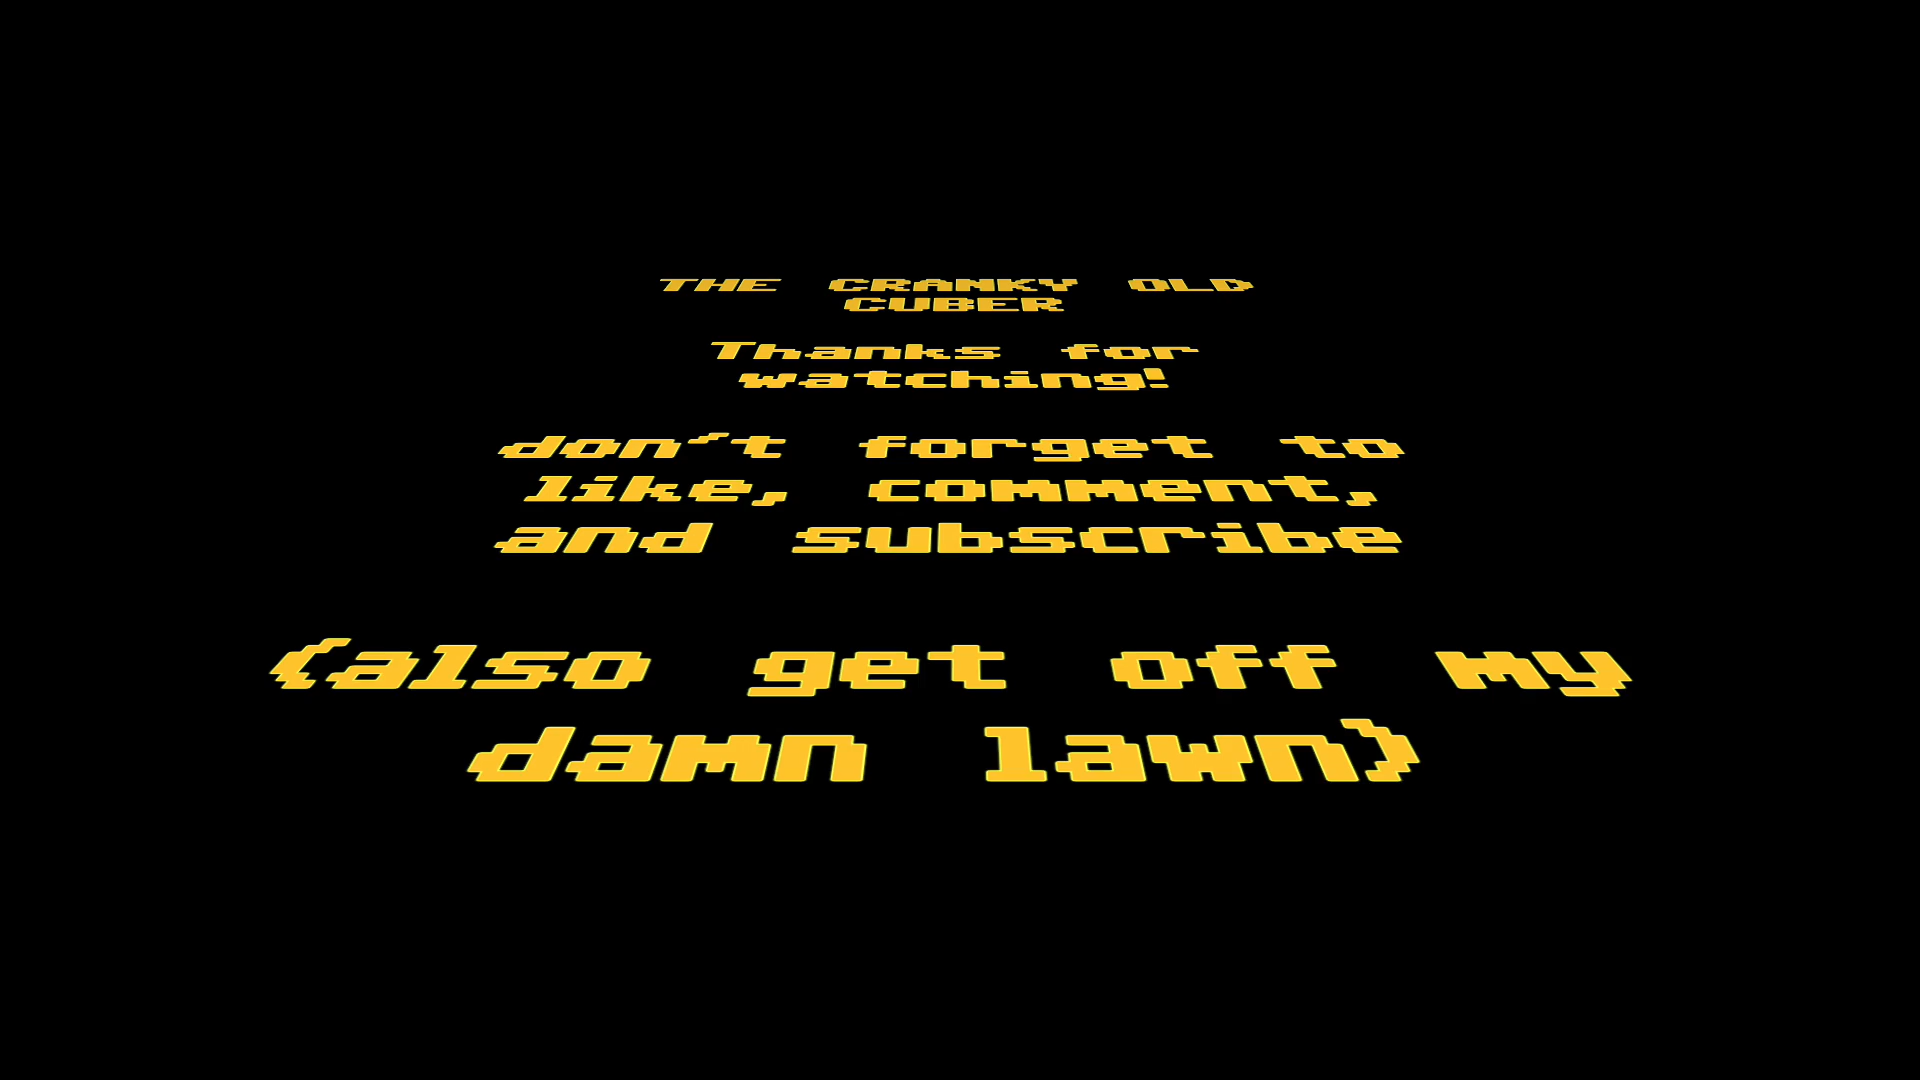 THE CRANKY OLD
CUBER
Thanks for
watching!
don't forget to
like, comment,
and subscribe
(also get off my
damn lawn)